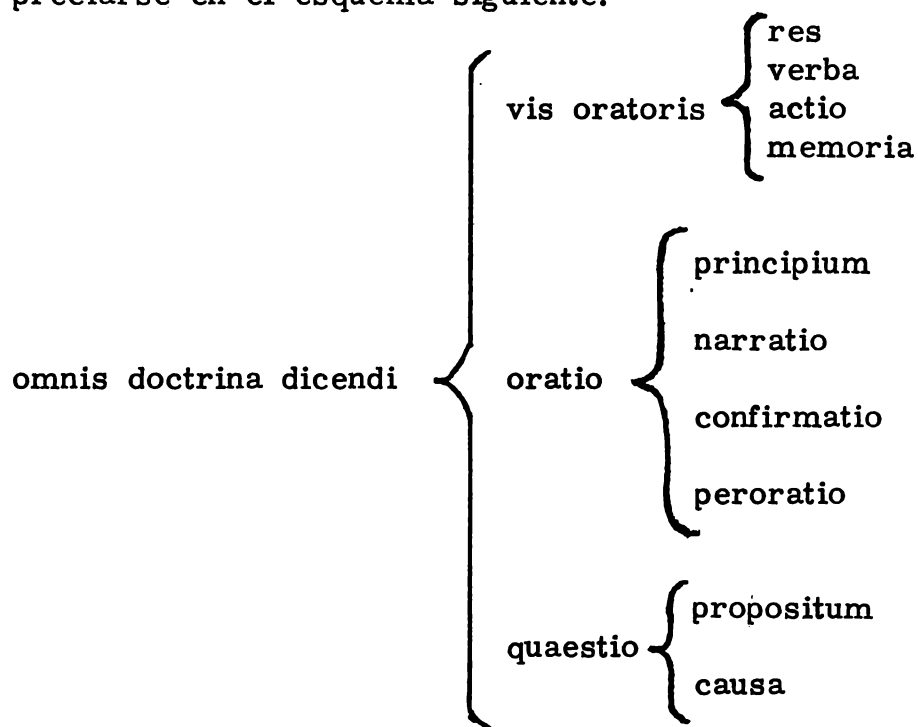 preciarse en el esquema siguiente:
res
verba
vis oratoris
actio
memoria
principium
narratio
omnis doctrina dicendi
oratio
confirmatio
peroratio
propositum
quaestio
causa